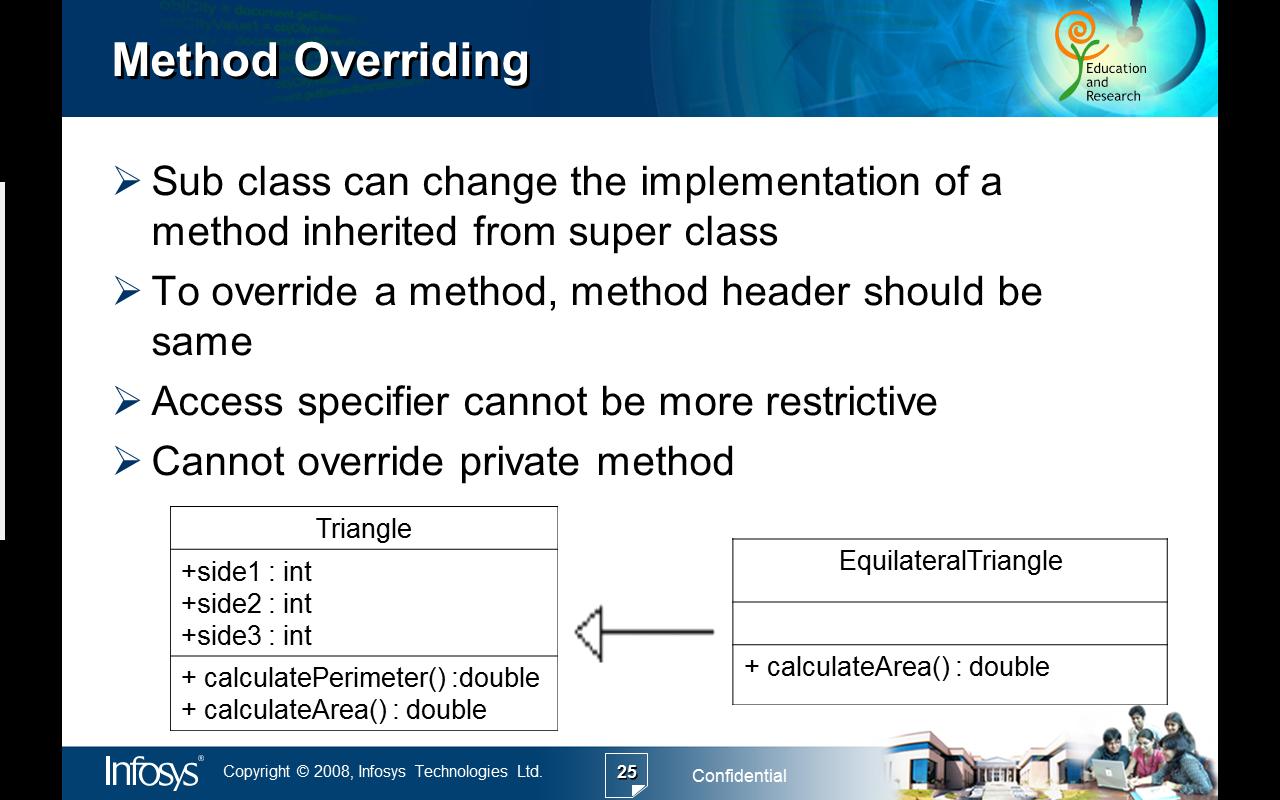 Method Overriding
Education
and
Research
Sub class can change the implementation of a
method inherited from super class
To override a method, method header should be
same
Access specifier cannot be more restrictive
Cannot override private method
Triangle
+side1 : int
+side2 : int
+side3 : int
+ calculatePerimeter() :double
+ calculateArea() : double
EquilateralTriangle
+ calculateArea() : double
Infosys®
Copyright © 2008, Infosys Technologies Ltd.
25
Confidential